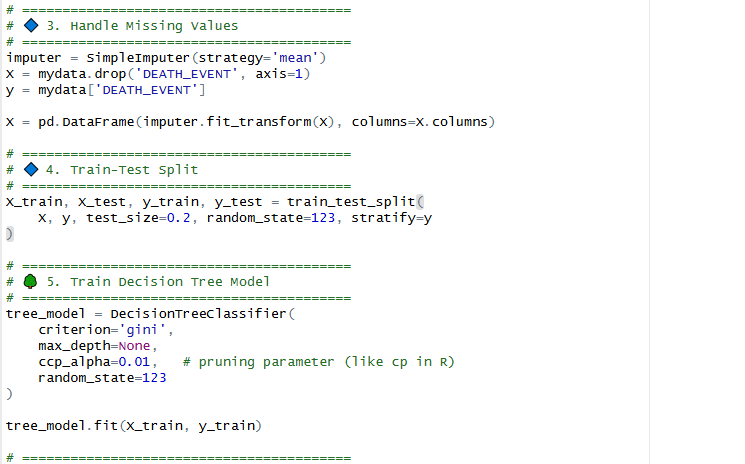 # =========================================
# 🔷 3. Handle Missing Values
# =========================================
imputer = SimpleImputer(strategy='mean')
X = mydata.drop('DEATH_EVENT', axis=1)
y = mydata['DEATH_EVENT']
X = pd.DataFrame(imputer.fit_transform(X), columns=X.columns)
# =========================================
# 🔷 4. Train-Test Split
# =========================================
X_train, X_test, y_train, y_test = train_test_split(
    X, y, test_size=0.2, random_state=123, stratify=y
)
# =========================================
# 🌳 5. Train Decision Tree Model
# =========================================
tree_model = DecisionTreeClassifier(
    criterion='gini',
    max_depth=None,
    ccp_alpha=0.01,   # pruning parameter (like cp in R)
    random_state=123
)
tree_model.fit(X_train, y_train)
# =========================================